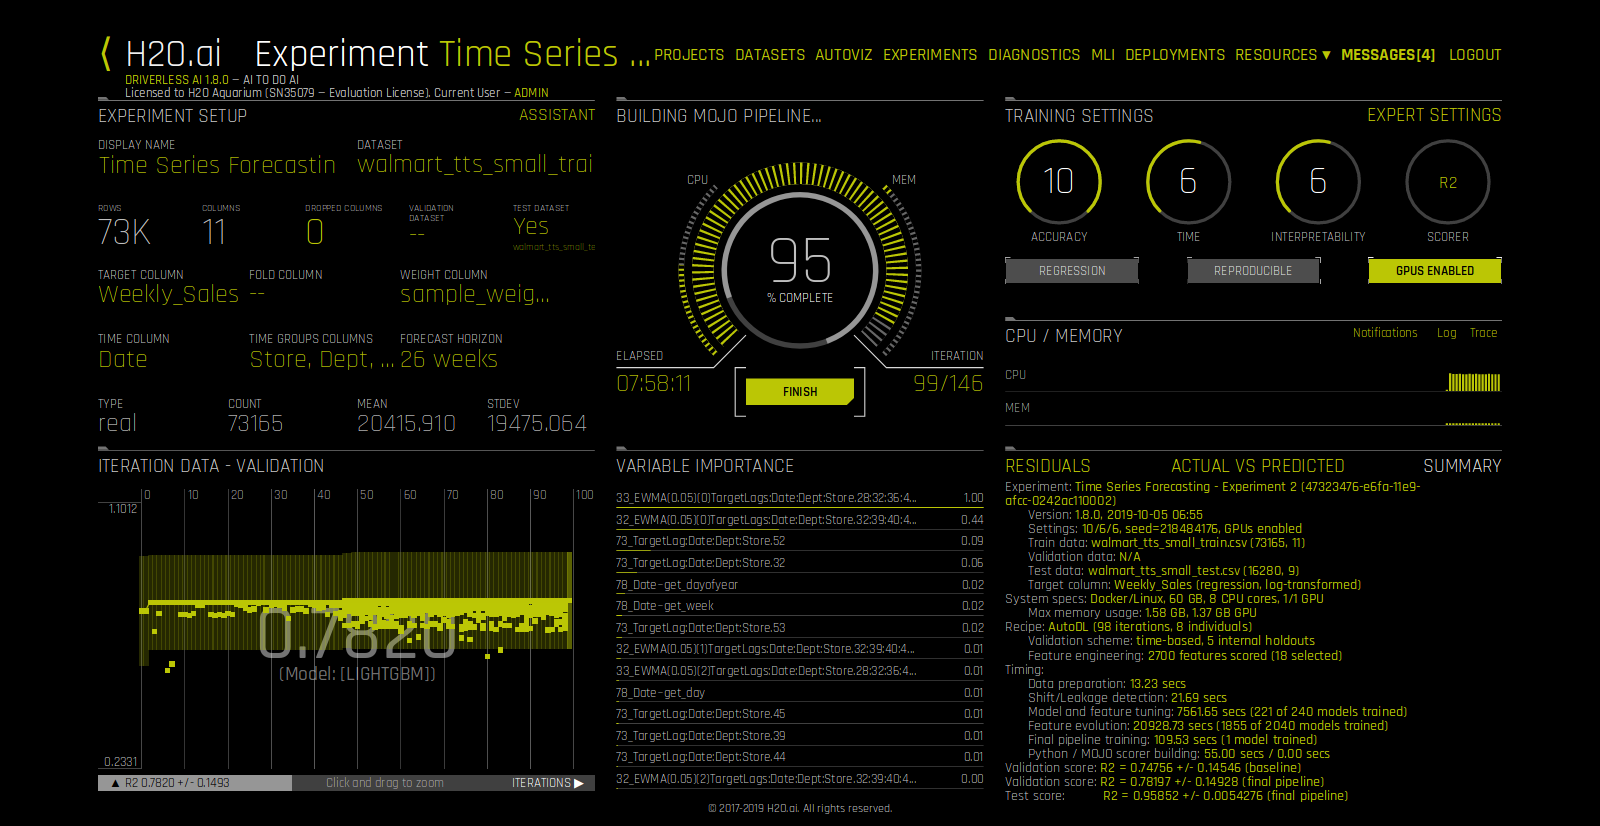 ⟨ H2O.ai Experiment Time Series ... PROJECTS DATASETS AUTOVIZ EXPERIMENTS DIAGNOSTICS MLI DEPLOYMENTS RESOURCES ▾ MESSAGES[4] LOGOUT
DRIVERLESS AI 1.8.0 – AI TO DO AI
Licensed to H2O Aquarium (SN35079 – Evaluation License). Current User – ADMIN
EXPERIMENT SETUP ASSISTANT
DISPLAY NAME DATASET
Time Series Forecastin walmart_tts_small_trai
ROWS COLUMNS DROPPED COLUMNS VALIDATION DATASET TEST DATASET
73K 11 0 -- Yes
walmart_tts_small_te
TARGET COLUMN FOLD COLUMN WEIGHT COLUMN
Weekly_Sales -- sample_weig...
TIME COLUMN TIME GROUPS COLUMNS FORECAST HORIZON
Date Store, Dept, ... 26 weeks
TYPE COUNT MEAN STDEV
real 73165 20415.910 19475.064
BUILDING MOJO PIPELINE...
CPU MEM
95
% COMPLETE
ELAPSED ITERATION
07:58:11 FINISH 99/146
TRAINING SETTINGS EXPERT SETTINGS
10 6 6 R2
ACCURACY TIME INTERPRETABILITY SCORER
REGRESSION REPRODUCIBLE GPUS ENABLED
CPU / MEMORY Notifications Log Trace
CPU
MEM
ITERATION DATA - VALIDATION
0 10 20 30 40 50 60 70 80 90 100
1.1012
0.7820
(Model: [LIGHTGBM])
0.2331
▲ R2 0.7820 +/- 0.1493 Click and drag to zoom ITERATIONS ▶
VARIABLE IMPORTANCE
33_EWMA(0.05)(0)TargetLags:Date:Dept:Store.28:32:36:4... 1.00
32_EWMA(0.05)(0)TargetLags:Date:Dept:Store.32:39:40:4... 0.44
73_TargetLag:Date:Dept:Store.52 0.09
73_TargetLag:Date:Dept:Store.32 0.06
78_Date~get_dayofyear 0.02
78_Date~get_week 0.02
73_TargetLag:Date:Dept:Store.53 0.02
32_EWMA(0.05)(1)TargetLags:Date:Dept:Store.32:39:40:4... 0.01
33_EWMA(0.05)(2)TargetLags:Date:Dept:Store.28:32:36:4... 0.01
78_Date~get_day 0.01
73_TargetLag:Date:Dept:Store.45 0.01
73_TargetLag:Date:Dept:Store.39 0.01
73_TargetLag:Date:Dept:Store.44 0.01
32_EWMA(0.05)(2)TargetLags:Date:Dept:Store.32:39:40:4... 0.00
RESIDUALS ACTUAL VS PREDICTED SUMMARY
Experiment: Time Series Forecasting - Experiment 2 (47323476-e6fa-11e9-
afcc-0242ac110002)
Version: 1.8.0, 2019-10-05 06:55
Settings: 10/6/6, seed=218484176, GPUs enabled
Train data: walmart_tts_small_train.csv (73165, 11)
Validation data: N/A
Test data: walmart_tts_small_test.csv (16280, 9)
Target column: Weekly_Sales (regression, log-transformed)
System specs: Docker/Linux, 60 GB, 8 CPU cores, 1/1 GPU
Max memory usage: 1.58 GB, 1.37 GB GPU
Recipe: AutoDL (98 iterations, 8 individuals)
Validation scheme: time-based, 5 internal holdouts
Feature engineering: 2700 features scored (18 selected)
Timing:
Data preparation: 13.23 secs
Shift/Leakage detection: 21.69 secs
Model and feature tuning: 7561.65 secs (221 of 240 models trained)
Feature evolution: 20928.73 secs (1855 of 2040 models trained)
Final pipeline training: 109.53 secs (1 model trained)
Python / MOJO scorer building: 55.00 secs / 0.00 secs
Validation score: R2 = 0.74756 +/- 0.14546 (baseline)
Validation score: R2 = 0.78197 +/- 0.14928 (final pipeline)
Test score: R2 = 0.95852 +/- 0.0054276 (final pipeline)
© 2017-2019 H2O.ai. All rights reserved.